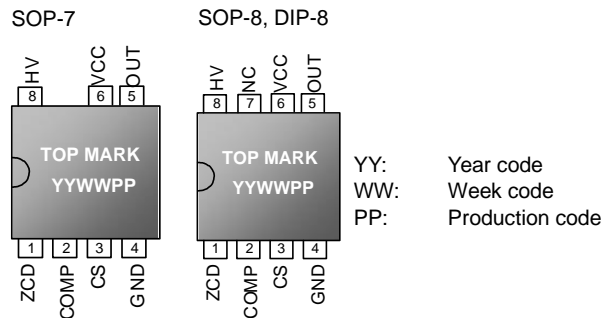 SOP-7
HV
VCC
OUT
8
6
5
TOP MARK
YYWWPP
1
2
3
4
ZCD
COMP
CS
GND
SOP-8, DIP-8
HV
NC
VCC
OUT
8
7
6
5
TOP MARK
YYWWPP
1
2
3
4
ZCD
COMP
CS
GND
YY: Year code
WW: Week code
PP: Production code